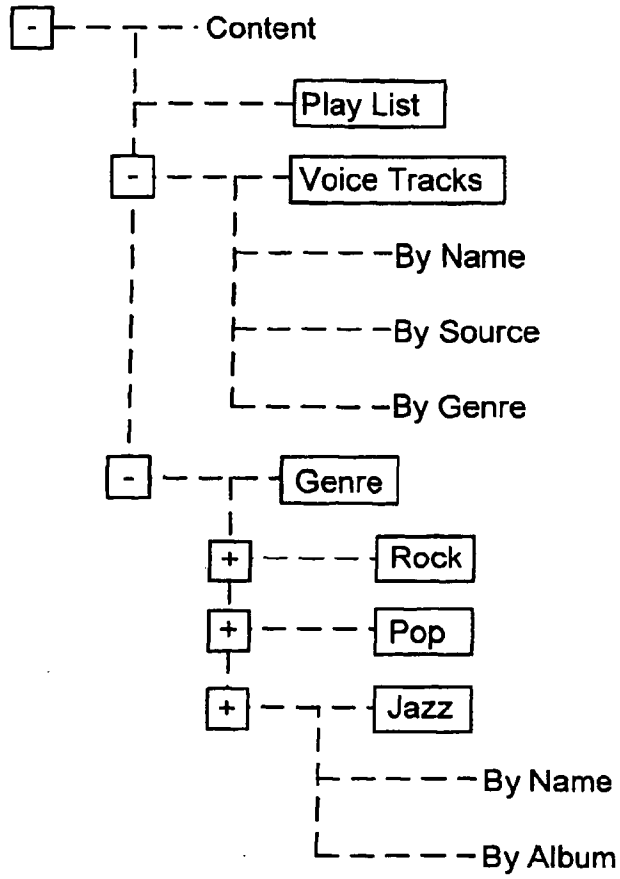 - Content
Play List
- Voice Tracks
By Name
By Source
By Genre
- Genre
+ Rock
+ Pop
+ Jazz
By Name
By Album